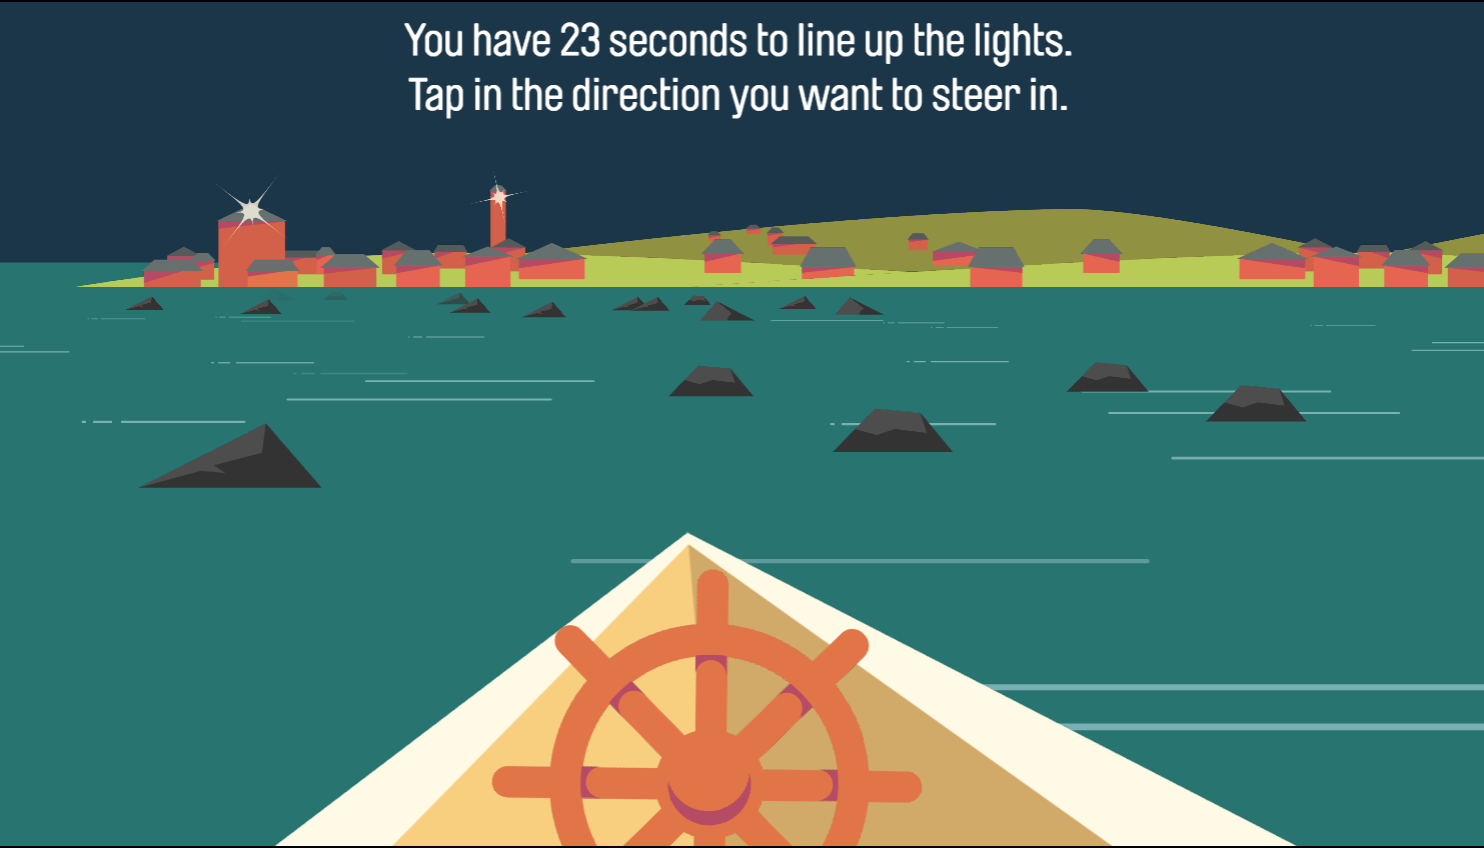 You have 23 seconds to line up the lights.
Tap in the direction you want to steer in.